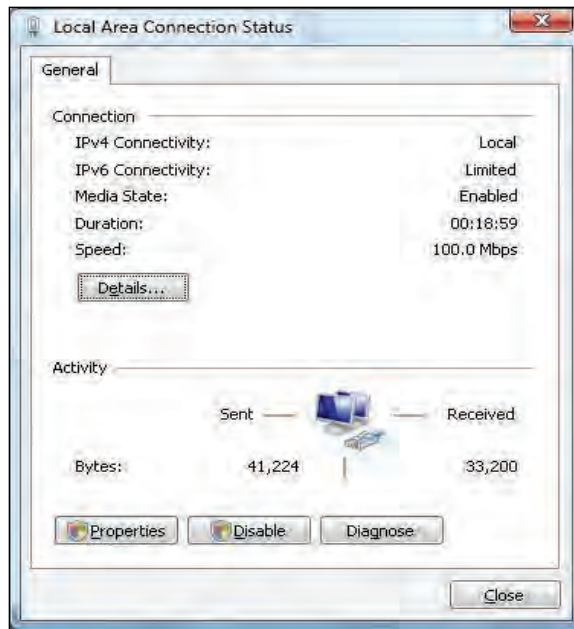 Local Area Connection Status
General
Connection
IPv4 Connectivity: Local
IPv6 Connectivity: Limited
Media State: Enabled
Duration: 00:18:59
Speed: 100.0 Mbps
Details...
Activity
Sent Received
Bytes: 41,224 33,200
Properties Disable Diagnose
Close